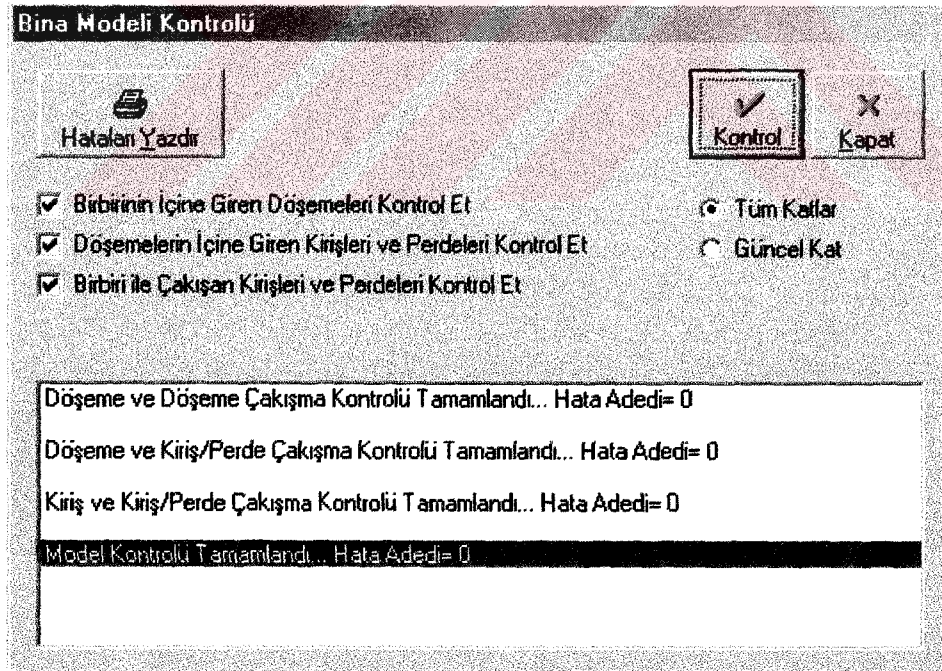 Bina Modeli Kontrolü
Hataları Yazdır
Kontrol
Kapat
Birbirinin İçine Giren Döşemeleri Kontrol Et
Tüm Katlar
Döşemelerin İçine Giren Kirişleri ve Perdeleri Kontrol Et
Güncel Kat
Birbiri ile Çakışan Kirişleri ve Perdeleri Kontrol Et
Döşeme ve Döşeme Çakışma Kontrolü Tamamlandı... Hata Adedi= 0
Döşeme ve Kiriş/Perde Çakışma Kontrolü Tamamlandı... Hata Adedi= 0
Kiriş ve Kiriş/Perde Çakışma Kontrolü Tamamlandı... Hata Adedi= 0
Model Kontrolü Tamamlandı... Hata Adedi= 0